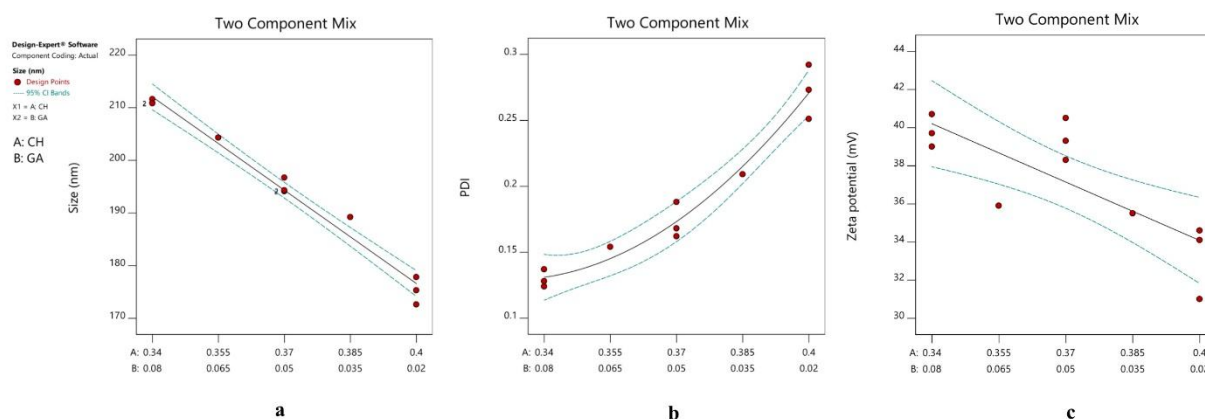 Design-Expert® Software
Component Coding: Actual
Size (nm)
Design Points
95% CI Bands
X1 = A: CH
X2 = B: GA
A: CH
B: GA
Two Component Mix
Size (nm)
220
210
200
190
180
170
2
2
A: 0.34 0.355 0.37 0.385 0.4
B: 0.08 0.065 0.05 0.035 0.02
a
Two Component Mix
PDI
0.3
0.25
0.2
0.15
0.1
A: 0.34 0.355 0.37 0.385 0.4
B: 0.08 0.065 0.05 0.035 0.02
b
Two Component Mix
Zeta potential (mV)
44
42
40
38
36
34
32
30
A: 0.34 0.355 0.37 0.385 0.4
B: 0.08 0.065 0.05 0.035 0.02
c